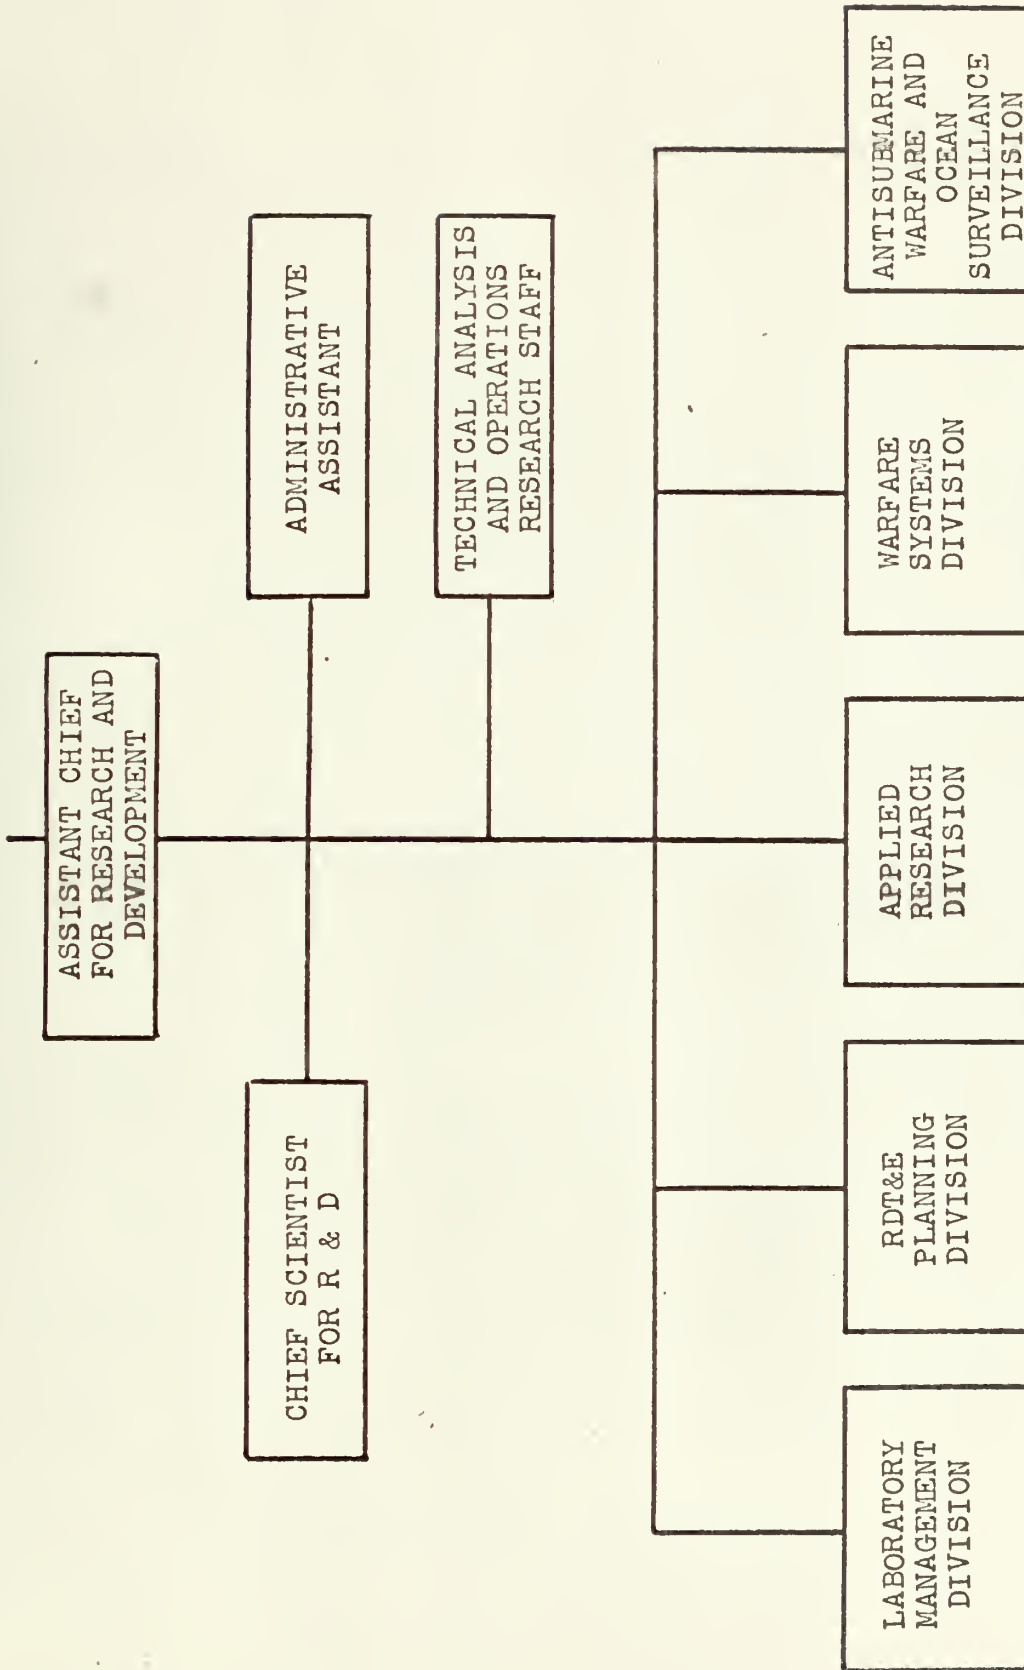 ASSISTANT CHIEF
FOR RESEARCH AND
DEVELOPMENT
CHIEF SCIENTIST
FOR R & D
ADMINISTRATIVE
ASSISTANT
TECHNICAL ANALYSIS
AND OPERATIONS
RESEARCH STAFF
LABORATORY
MANAGEMENT
DIVISION
RDT&E
PLANNING
DIVISION
APPLIED
RESEARCH
DIVISION
WARFARE
SYSTEMS
DIVISION
ANTISUBMARINE
WARFARE AND
OCEAN
SURVEILLANCE
DIVISION